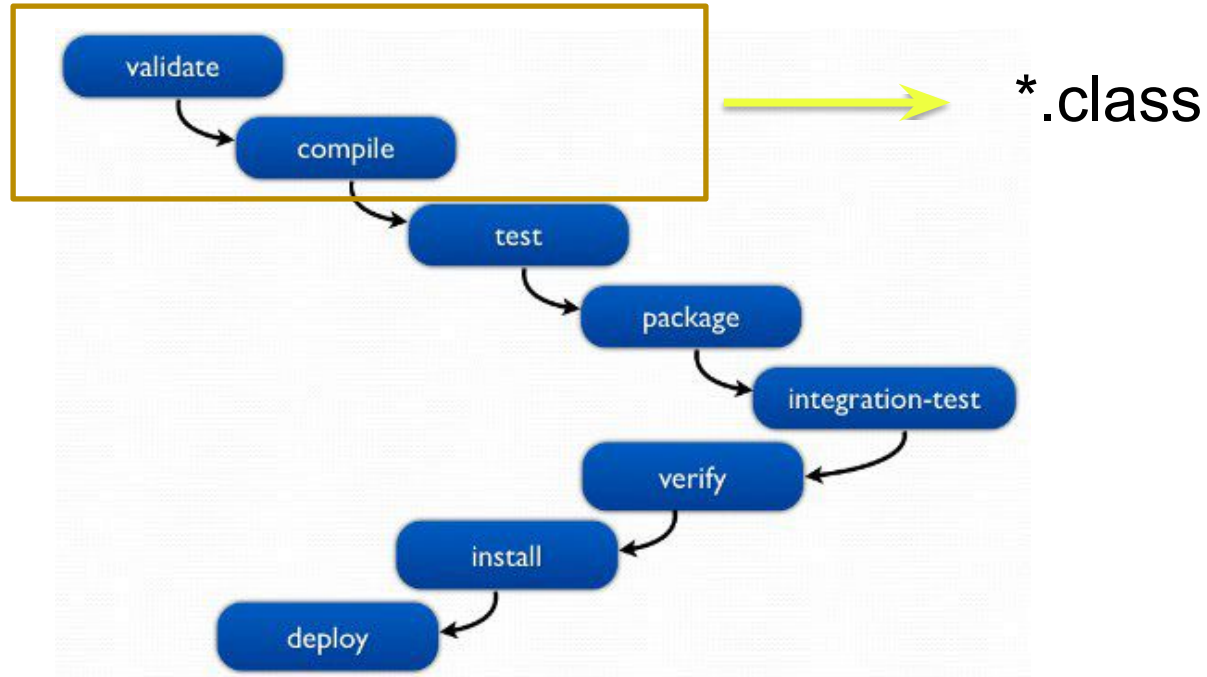 validate
*.class
compile
test
package
integration-test
verify
install
deploy